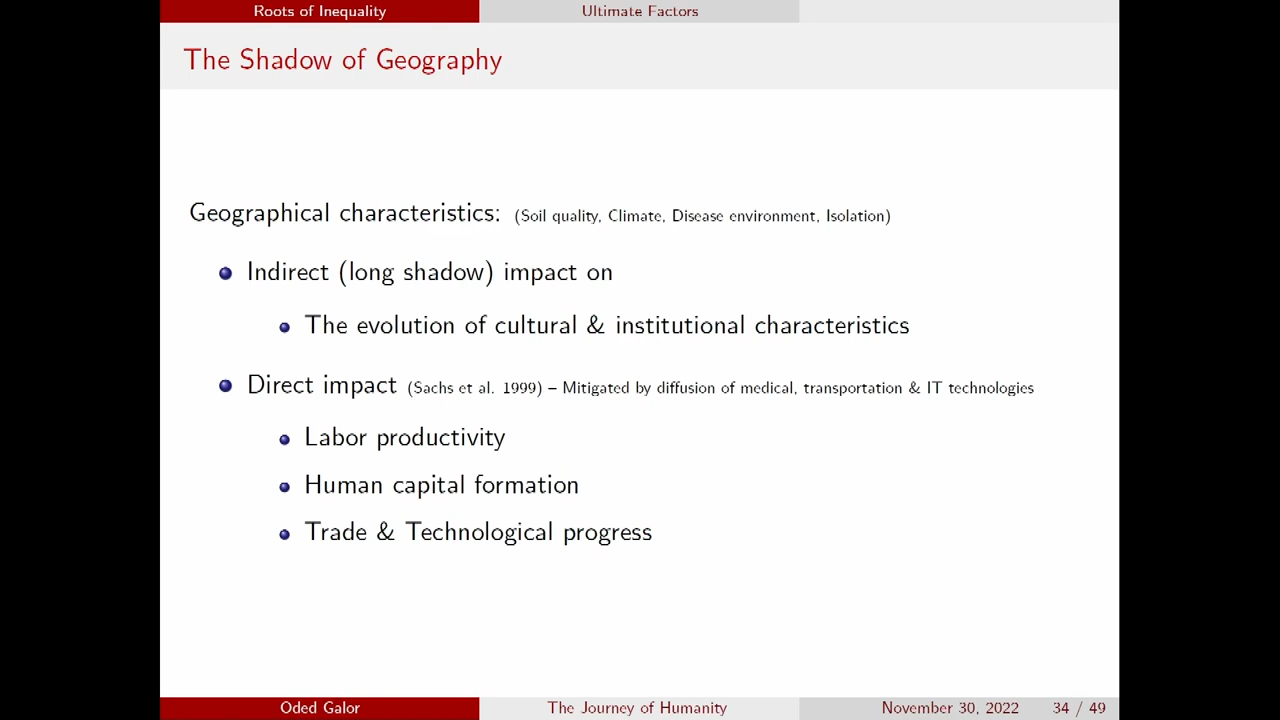 Roots of Inequality Ultimate Factors
The Shadow of Geography
Geographical characteristics: (Soil quality, Climate, Disease environment, Isolation)
Indirect (long shadow) impact on
The evolution of cultural & institutional characteristics
Direct impact (Sachs et al. 1999) – Mitigated by diffusion of medical, transportation & IT technologies
Labor productivity
Human capital formation
Trade & Technological progress
Oded Galor The Journey of Humanity November 30, 2022 34 / 49